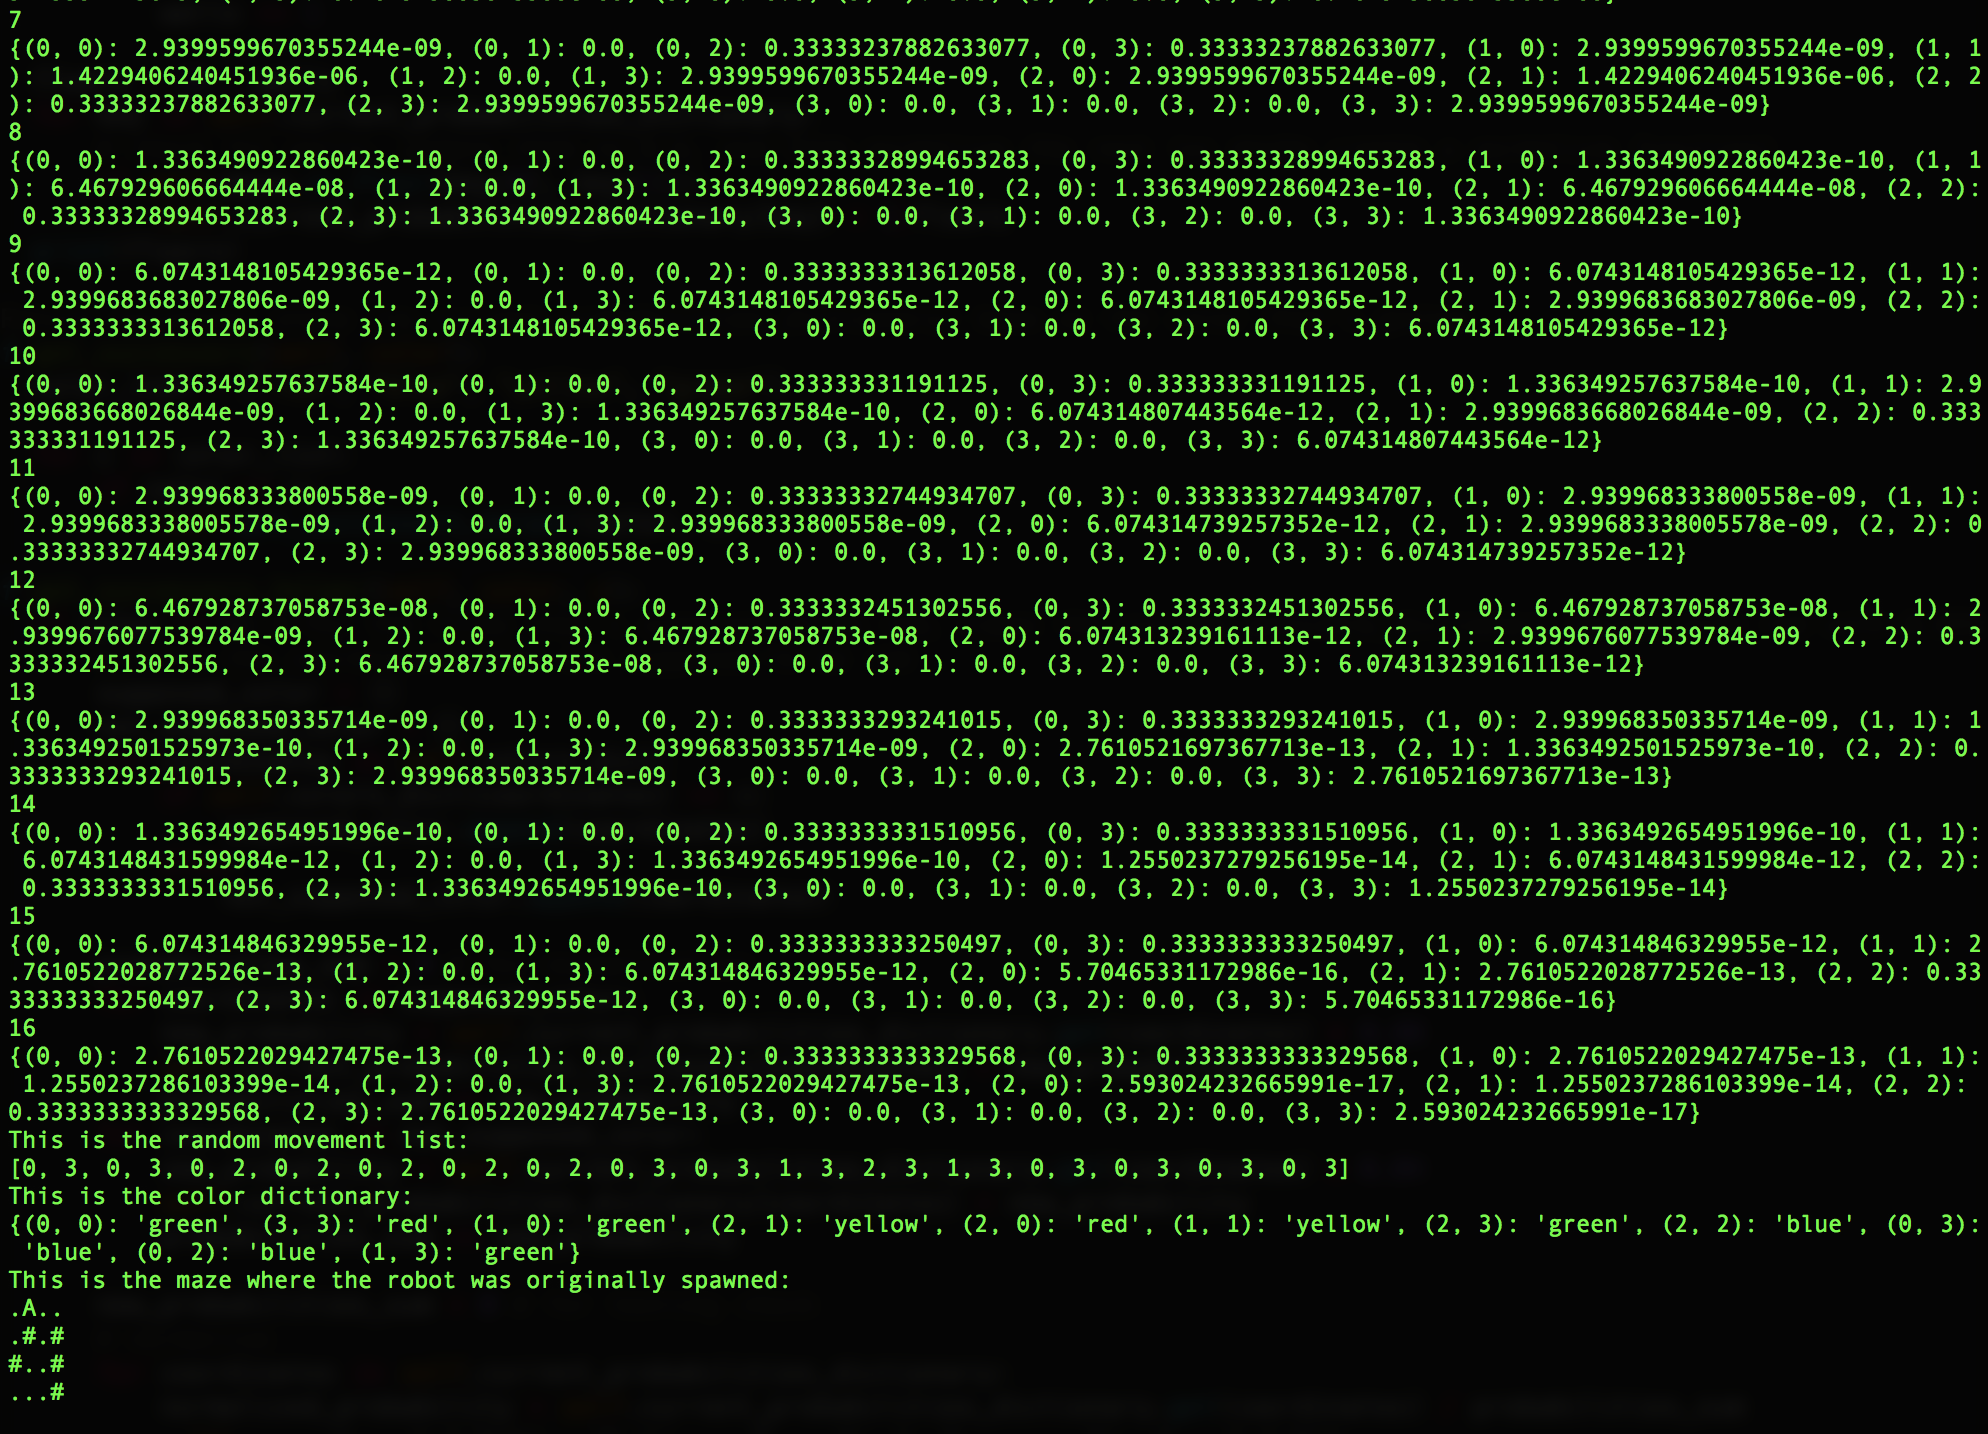 7
{(0, 0): 2.9399599670355244e-09, (0, 1): 0.0, (0, 2): 0.33333237882633077, (0, 3): 0.33333237882633077, (1, 0): 2.9399599670355244e-09, (1, 1
): 1.4229406240451936e-06, (1, 2): 0.0, (1, 3): 2.9399599670355244e-09, (2, 0): 2.9399599670355244e-09, (2, 1): 1.4229406240451936e-06, (2, 2
): 0.33333237882633077, (2, 3): 2.9399599670355244e-09, (3, 0): 0.0, (3, 1): 0.0, (3, 2): 0.0, (3, 3): 2.9399599670355244e-09}
8
{(0, 0): 1.3363490922860423e-10, (0, 1): 0.0, (0, 2): 0.33333328994653283, (0, 3): 0.33333328994653283, (1, 0): 1.3363490922860423e-10, (1, 1
): 6.467929606664444e-08, (1, 2): 0.0, (1, 3): 1.3363490922860423e-10, (2, 0): 1.3363490922860423e-10, (2, 1): 6.467929606664444e-08, (2, 2):
0.33333328994653283, (2, 3): 1.3363490922860423e-10, (3, 0): 0.0, (3, 1): 0.0, (3, 2): 0.0, (3, 3): 1.3363490922860423e-10}
9
{(0, 0): 6.0743148105429365e-12, (0, 1): 0.0, (0, 2): 0.3333333313612058, (0, 3): 0.3333333313612058, (1, 0): 6.0743148105429365e-12, (1, 1):
2.9399683683027806e-09, (1, 2): 0.0, (1, 3): 6.0743148105429365e-12, (2, 0): 6.0743148105429365e-12, (2, 1): 2.9399683683027806e-09, (2, 2):
0.3333333313612058, (2, 3): 6.0743148105429365e-12, (3, 0): 0.0, (3, 1): 0.0, (3, 2): 0.0, (3, 3): 6.0743148105429365e-12}
10
{(0, 0): 1.336349257637584e-10, (0, 1): 0.0, (0, 2): 0.333333331191125, (0, 3): 0.333333331191125, (1, 0): 1.336349257637584e-10, (1, 1): 2.9
399683668026844e-09, (1, 2): 0.0, (1, 3): 1.336349257637584e-10, (2, 0): 6.074314807443564e-12, (2, 1): 2.9399683668026844e-09, (2, 2): 0.333
333331191125, (2, 3): 1.336349257637584e-10, (3, 0): 0.0, (3, 1): 0.0, (3, 2): 0.0, (3, 3): 6.074314807443564e-12}
11
{(0, 0): 2.939968333800558e-09, (0, 1): 0.0, (0, 2): 0.33333332744934707, (0, 3): 0.33333332744934707, (1, 0): 2.939968333800558e-09, (1, 1):
2.9399683338005578e-09, (1, 2): 0.0, (1, 3): 2.939968333800558e-09, (2, 0): 6.074314739257352e-12, (2, 1): 2.9399683338005578e-09, (2, 2): 0
.33333332744934707, (2, 3): 2.939968333800558e-09, (3, 0): 0.0, (3, 1): 0.0, (3, 2): 0.0, (3, 3): 6.074314739257352e-12}
12
{(0, 0): 6.467928737058753e-08, (0, 1): 0.0, (0, 2): 0.3333332451302556, (0, 3): 0.3333332451302556, (1, 0): 6.467928737058753e-08, (1, 1): 2
.9399676077539784e-09, (1, 2): 0.0, (1, 3): 6.467928737058753e-08, (2, 0): 6.074313239161113e-12, (2, 1): 2.9399676077539784e-09, (2, 2): 0.3
333332451302556, (2, 3): 6.467928737058753e-08, (3, 0): 0.0, (3, 1): 0.0, (3, 2): 0.0, (3, 3): 6.074313239161113e-12}
13
{(0, 0): 2.939968350335714e-09, (0, 1): 0.0, (0, 2): 0.3333333293241015, (0, 3): 0.3333333293241015, (1, 0): 2.939968350335714e-09, (1, 1): 1
.3363492501525973e-10, (1, 2): 0.0, (1, 3): 2.939968350335714e-09, (2, 0): 2.7610521697367713e-13, (2, 1): 1.3363492501525973e-10, (2, 2): 0.
3333333293241015, (2, 3): 2.939968350335714e-09, (3, 0): 0.0, (3, 1): 0.0, (3, 2): 0.0, (3, 3): 2.7610521697367713e-13}
14
{(0, 0): 1.3363492654951996e-10, (0, 1): 0.0, (0, 2): 0.3333333331510956, (0, 3): 0.3333333331510956, (1, 0): 1.3363492654951996e-10, (1, 1):
6.0743148431599984e-12, (1, 2): 0.0, (1, 3): 1.3363492654951996e-10, (2, 0): 1.2550237279256195e-14, (2, 1): 6.0743148431599984e-12, (2, 2):
0.3333333331510956, (2, 3): 1.3363492654951996e-10, (3, 0): 0.0, (3, 1): 0.0, (3, 2): 0.0, (3, 3): 1.2550237279256195e-14}
15
{(0, 0): 6.074314846329955e-12, (0, 1): 0.0, (0, 2): 0.3333333333250497, (0, 3): 0.3333333333250497, (1, 0): 6.074314846329955e-12, (1, 1): 2
.7610522028772526e-13, (1, 2): 0.0, (1, 3): 6.074314846329955e-12, (2, 0): 5.70465331172986e-16, (2, 1): 2.7610522028772526e-13, (2, 2): 0.33
33333333250497, (2, 3): 6.074314846329955e-12, (3, 0): 0.0, (3, 1): 0.0, (3, 2): 0.0, (3, 3): 5.70465331172986e-16}
16
{(0, 0): 2.7610522029427475e-13, (0, 1): 0.0, (0, 2): 0.3333333333329568, (0, 3): 0.3333333333329568, (1, 0): 2.7610522029427475e-13, (1, 1):
1.2550237286103399e-14, (1, 2): 0.0, (1, 3): 2.7610522029427475e-13, (2, 0): 2.593024232665991e-17, (2, 1): 1.2550237286103399e-14, (2, 2):
0.3333333333329568, (2, 3): 2.7610522029427475e-13, (3, 0): 0.0, (3, 1): 0.0, (3, 2): 0.0, (3, 3): 2.593024232665991e-17}
This is the random movement list:
[0, 3, 0, 3, 0, 2, 0, 2, 0, 2, 0, 2, 0, 2, 0, 3, 0, 3, 1, 3, 2, 3, 1, 3, 0, 3, 0, 3, 0, 3, 0, 3]
This is the color dictionary:
{(0, 0): 'green', (3, 3): 'red', (1, 0): 'green', (2, 1): 'yellow', (2, 0): 'red', (1, 1): 'yellow', (2, 3): 'green', (2, 2): 'blue', (0, 3):
'blue', (0, 2): 'blue', (1, 3): 'green'}
This is the maze where the robot was originally spawned:
.A..
.#.#
#..#
...#